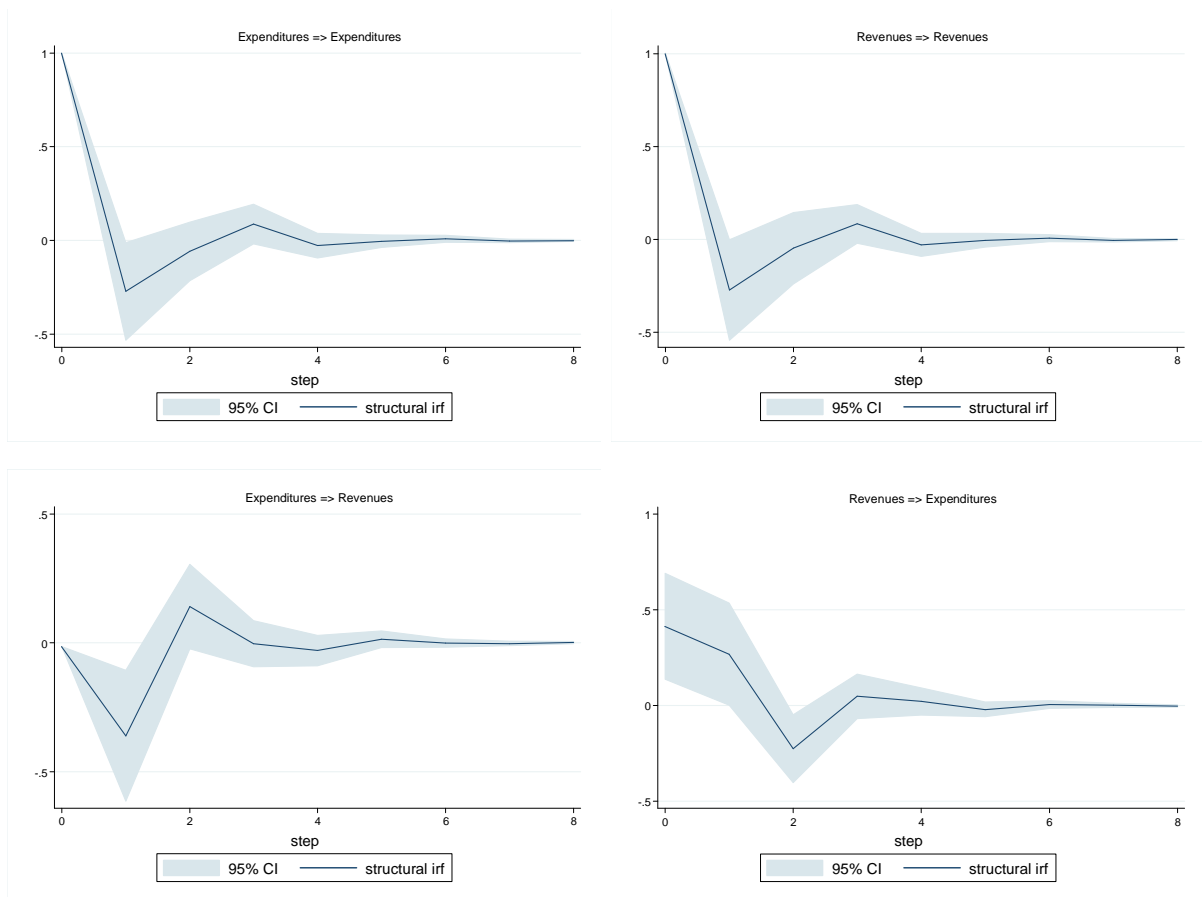 Expenditures => Expenditures
1
.5
0
-.5
0 2 4 6 8
step
95% CI structural irf
Revenues => Revenues
1
.5
0
-.5
0 2 4 6 8
step
95% CI structural irf
Expenditures => Revenues
.5
0
-.5
0 2 4 6 8
step
95% CI structural irf
Revenues => Expenditures
1
.5
0
-.5
0 2 4 6 8
step
95% CI structural irf